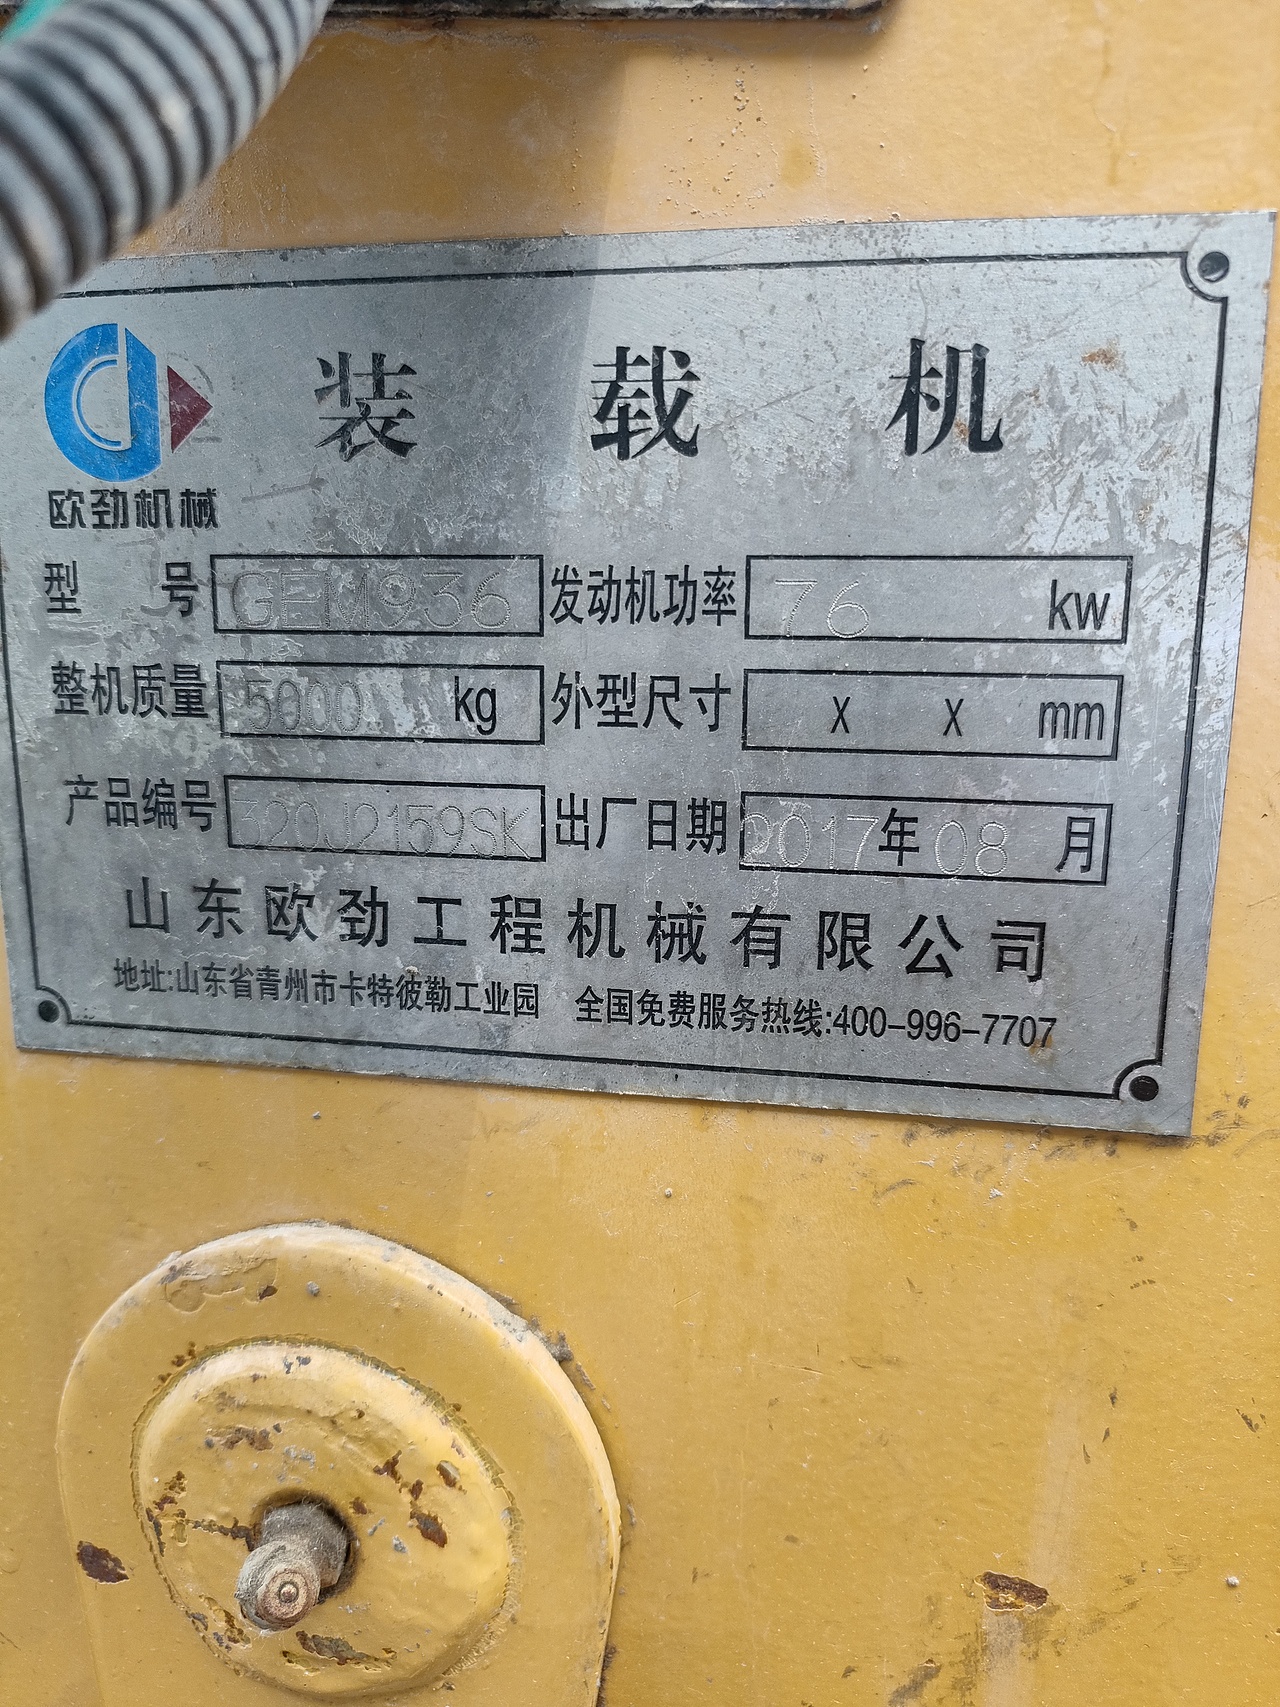 装载机
欧劲机械
型号 GEM936 发动机功率 76 kw
整机质量 5000 kg 外型尺寸 x x mm
产品编号 320J2159SK 出厂日期 2017年08月
山东欧劲工程机械有限公司
地址:山东省青州市卡特彼勒工业园 全国免费服务热线:400-996-7707